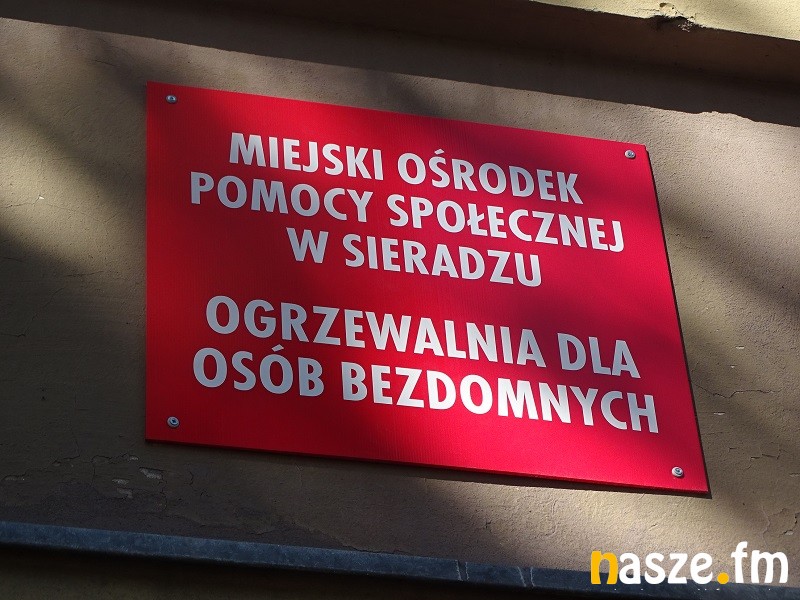 MIEJSKI OŚRODEK
POMOCY SPOŁECZNEJ
W SIERADZU
OGRZEWALNIA DLA
OSÓB BEZDOMNYCH
nasze.fm